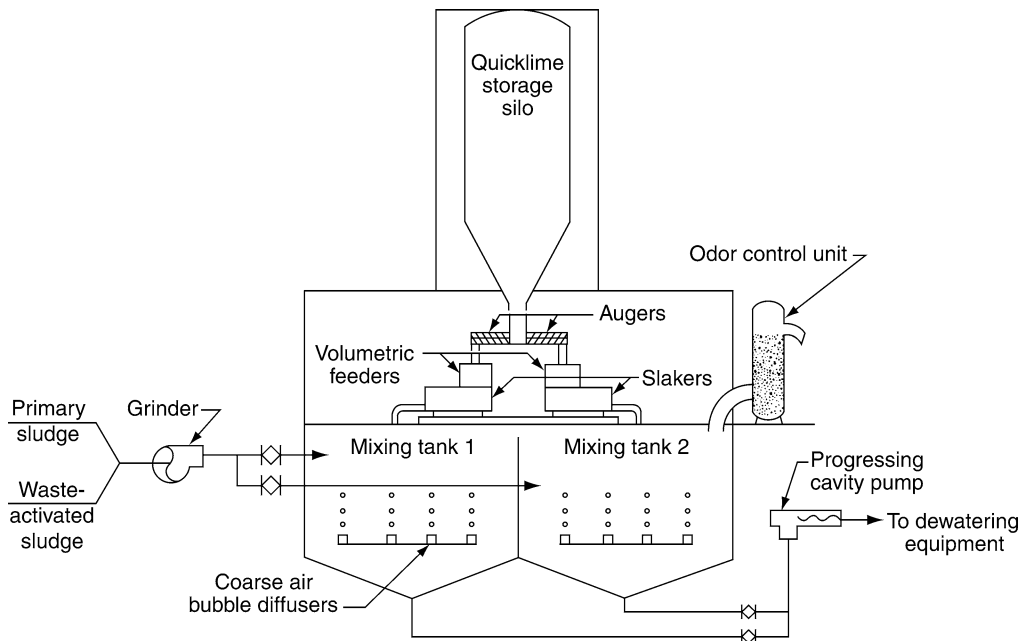 Quicklime
storage
silo
Odor control unit
Augers
Volumetric
feeders
Slakers
Primary
sludge
Grinder
Mixing tank 1
Mixing tank 2
Waste-
activated
sludge
Progressing
cavity pump
To dewatering
equipment
Coarse air
bubble diffusers